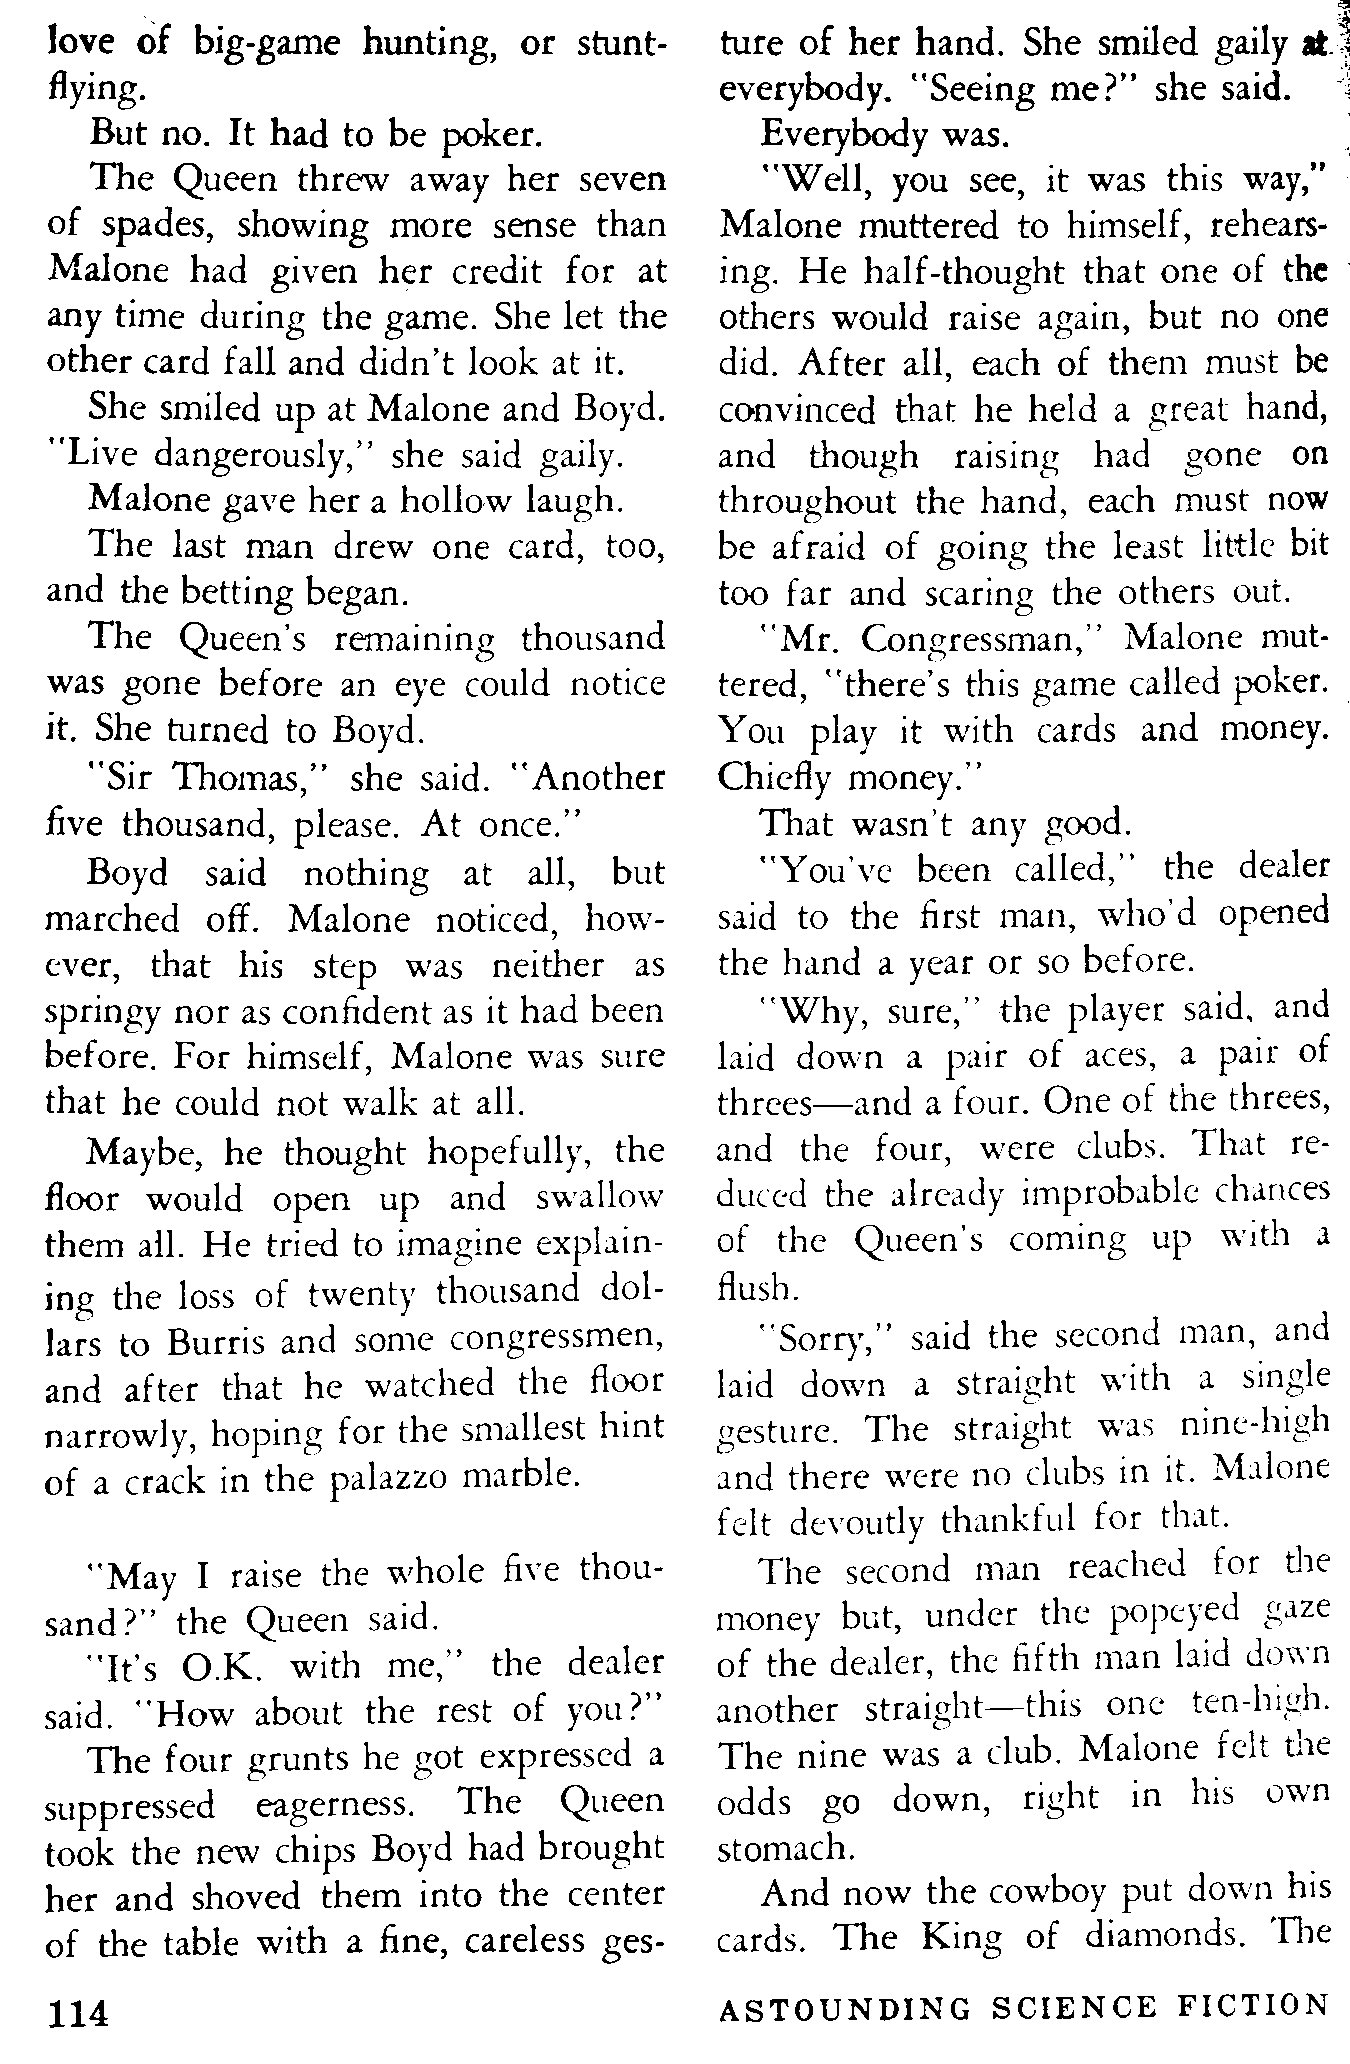 love of big-game hunting, or stunt-
flying.
But no. It had to be poker.
The Queen threw away her seven
of spades, showing more sense than
Malone had given her credit for at
any time during the game. She let the
other card fall and didn't look at it.
She smiled up at Malone and Boyd.
"Live dangerously," she said gaily.
Malone gave her a hollow laugh.
The last man drew one card, too,
and the betting began.
The Queen's remaining thousand
was gone before an eye could notice
it. She turned to Boyd.
"Sir Thomas," she said. "Another
five thousand, please. At once."
Boyd said nothing at all, but
marched off. Malone noticed, how-
ever, that his step was neither as
springy nor as confident as it had been
before. For himself, Malone was sure
that he could not walk at all.
Maybe, he thought hopefully, the
floor would open up and swallow
them all. He tried to imagine explain-
ing the loss of twenty thousand dol-
lars to Burris and some congressmen,
and after that he watched the floor
narrowly, hoping for the smallest hint
of a crack in the palazzo marble.
"May I raise the whole five thou-
sand?" the Queen said.
"It's O.K. with me," the dealer
said. "How about the rest of you?"
The four grunts he got expressed a
suppressed eagerness. The Queen
took the new chips Boyd had brought
her and shoved them into the center
of the table with a fine, careless ges-
ture of her hand. She smiled gaily at
everybody. "Seeing me?" she said.
Everybody was.
"Well, you see, it was this way,"
Malone muttered to himself, rehears-
ing. He half-thought that one of the
others would raise again, but no one
did. After all, each of them must be
convinced that he held a great hand,
and though raising had gone on
throughout the hand, each must now
be afraid of going the least little bit
too far and scaring the others out.
"Mr. Congressman," Malone mut-
tered, "there's this game called poker.
You play it with cards and money.
Chiefly money."
That wasn't any good.
"You've been called," the dealer
said to the first man, who'd opened
the hand a year or so before.
"Why, sure," the player said, and
laid down a pair of aces, a pair of
threes—and a four. One of the threes,
and the four, were clubs. That re-
duced the already improbable chances
of the Queen's coming up with a
flush.
"Sorry," said the second man, and
laid down a straight with a single
gesture. The straight was nine-high
and there were no clubs in it. Malone
felt devoutly thankful for that.
The second man reached for the
money but, under the popeyed gaze
of the dealer, the fifth man laid down
another straight—this one ten-high.
The nine was a club. Malone felt the
odds go down, right in his own
stomach.
And now the cowboy put down his
cards. The King of diamonds. The
114
ASTOUNDING SCIENCE FICTION